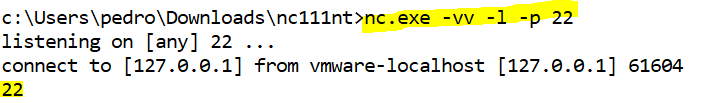 c:\Users\pedro\Downloads\nc111nt>nc.exe -vv -l -p 22
listening on [any] 22 ...
connect to [127.0.0.1] from vmware-localhost [127.0.0.1] 61604
22